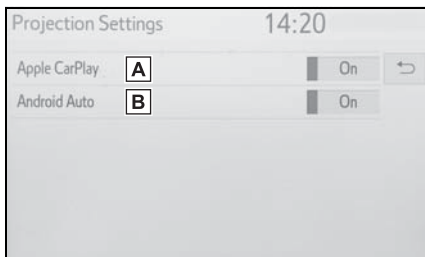 Projection Settings 14:20
Apple CarPlay A On
Android Auto B On